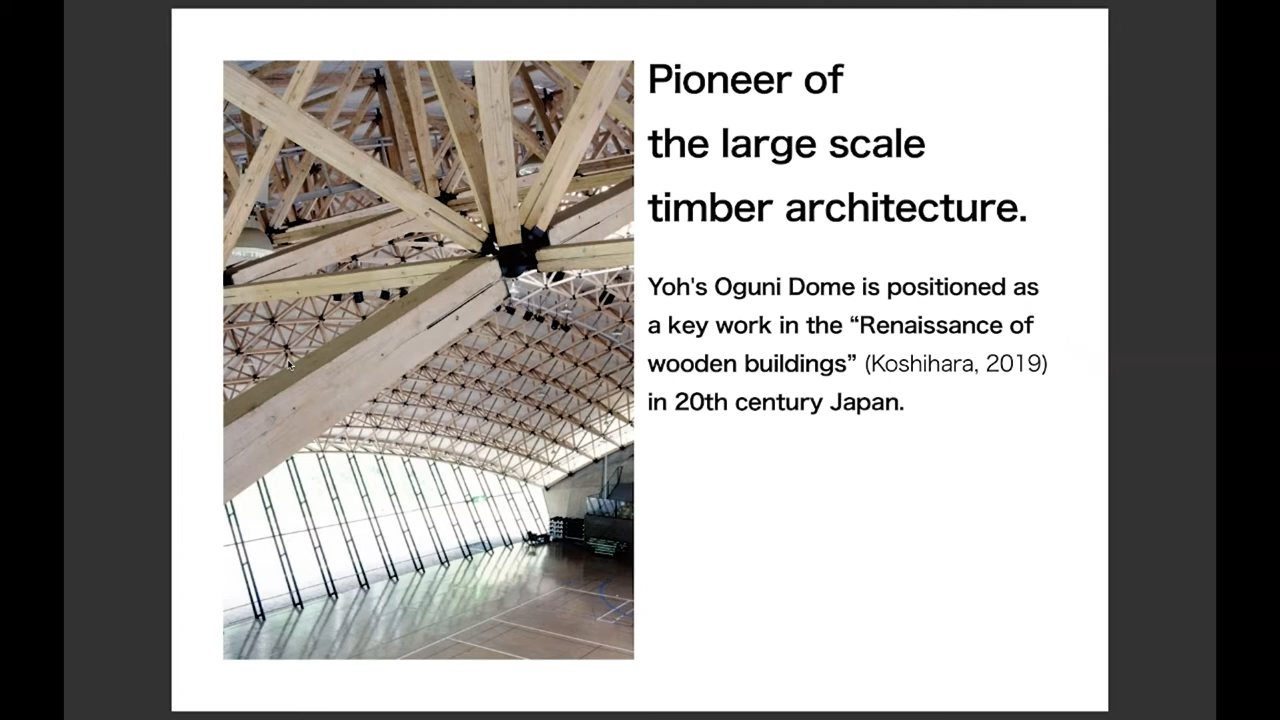 Pioneer of
the large scale
timber architecture.
Yoh's Oguni Dome is positioned as
a key work in the “Renaissance of
wooden buildings” (Koshihara, 2019)
in 20th century Japan.